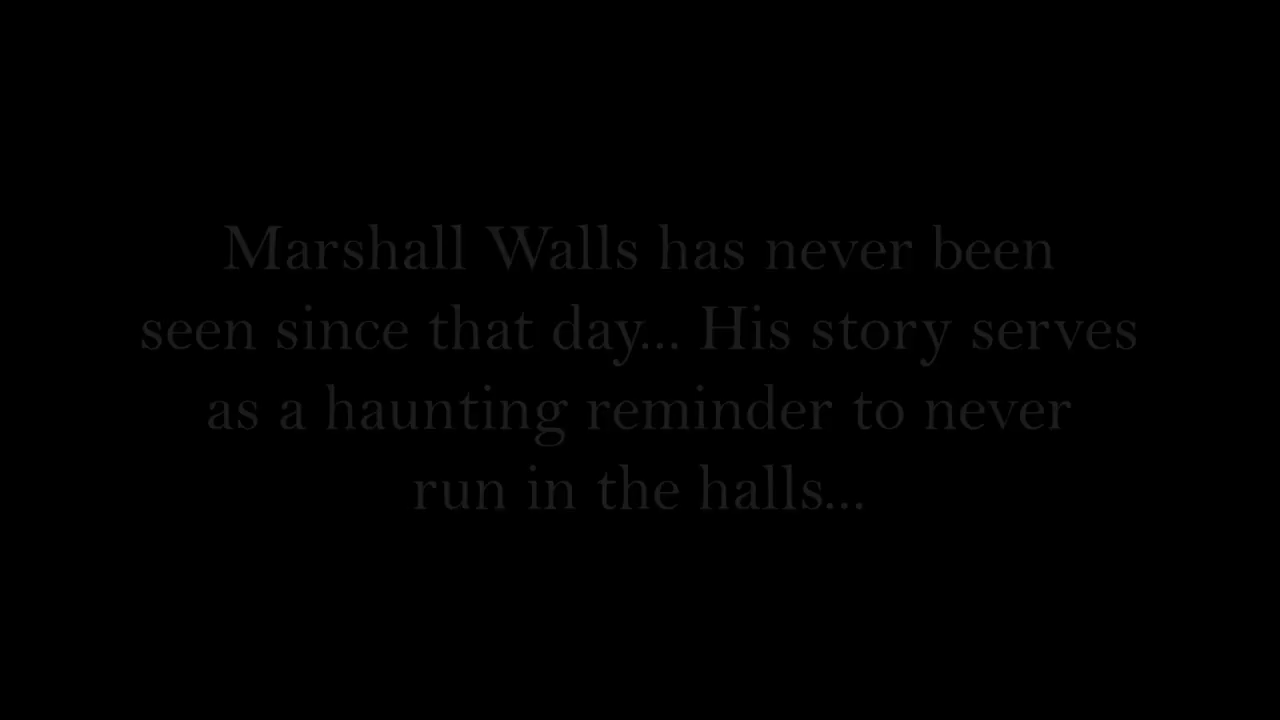 Marshall Walls has never been
seen since that day... His story serves
as a haunting reminder to never
run in the halls...